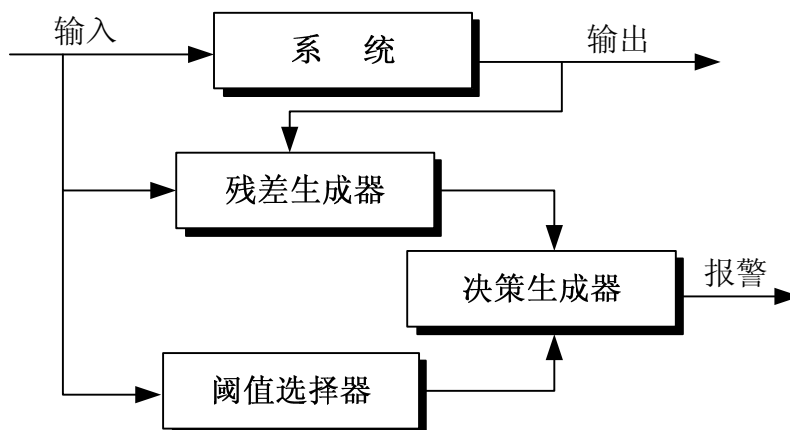 输入
系 统
输出
残差生成器
决策生成器
报警
阈值选择器